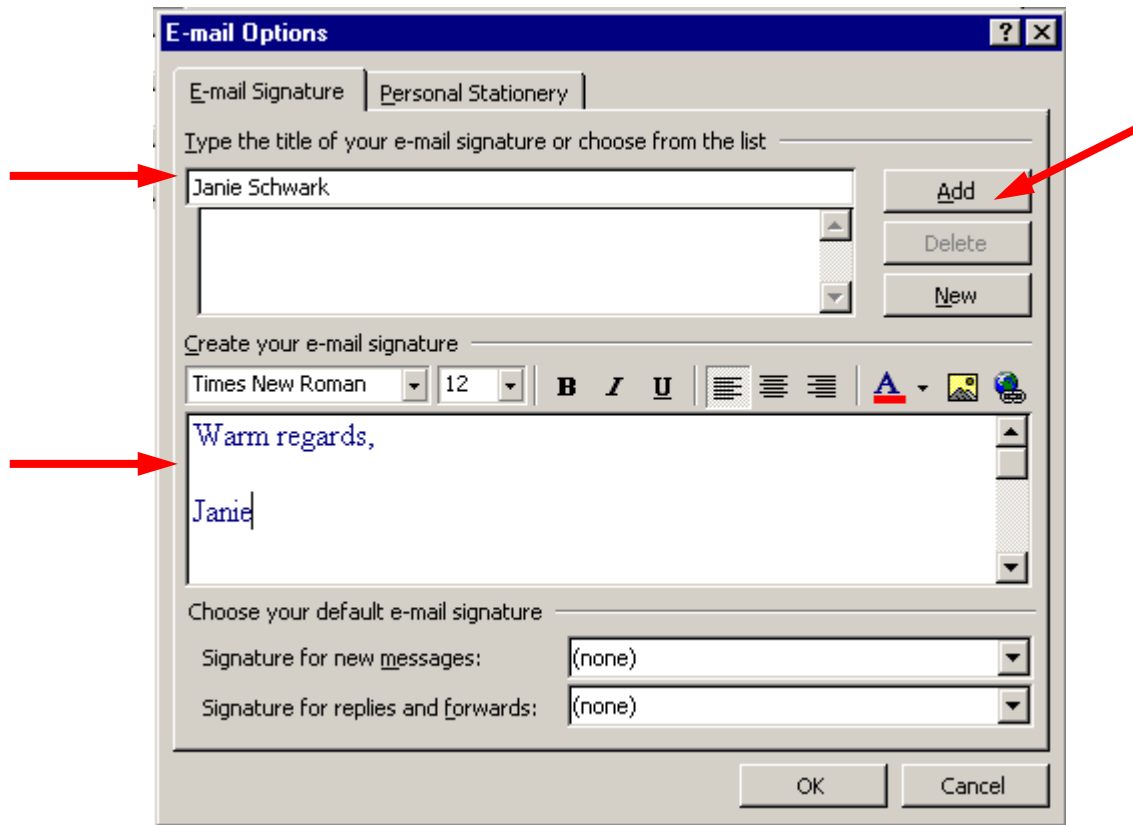 E-mail Options
E-mail Signature
Personal Stationery
Type the title of your e-mail signature or choose from the list
Janie Schwark
Add
Delete
New
Create your e-mail signature
Times New Roman 12 B I U A
Warm regards,
Janie
Choose your default e-mail signature
Signature for new messages: (none)
Signature for replies and forwards: (none)
OK Cancel